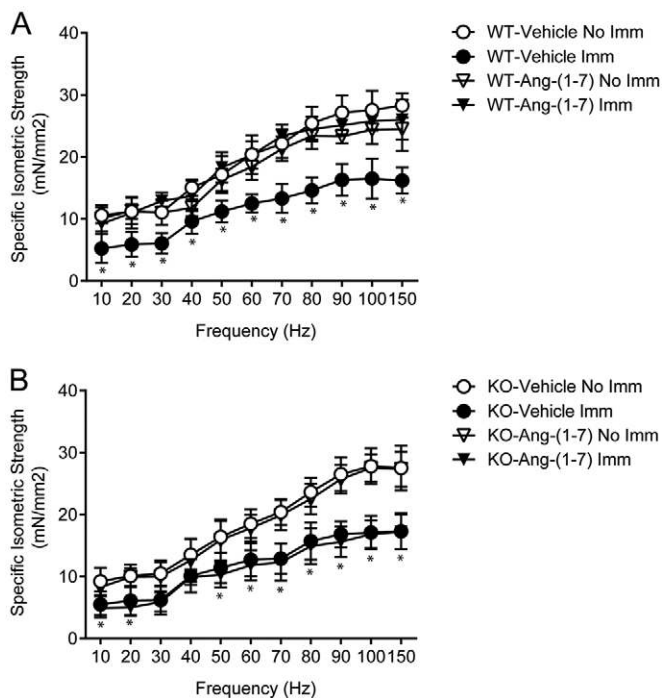 A
Specific Isometric Strength
(mN/mm2)
40
30
20
10
0
* * * * * * * * * * *
10 20 30 40 50 60 70 80 90 100 150
Frequency (Hz)
WT-Vehicle No Imm
WT-Vehicle Imm
WT-Ang-(1-7) No Imm
WT-Ang-(1-7) Imm
B
Specific Isometric Strength
(mN/mm2)
40
30
20
10
0
* * * * * * * * *
10 20 30 40 50 60 70 80 90 100 150
Frequency (Hz)
KO-Vehicle No Imm
KO-Vehicle Imm
KO-Ang-(1-7) No Imm
KO-Ang-(1-7) Imm